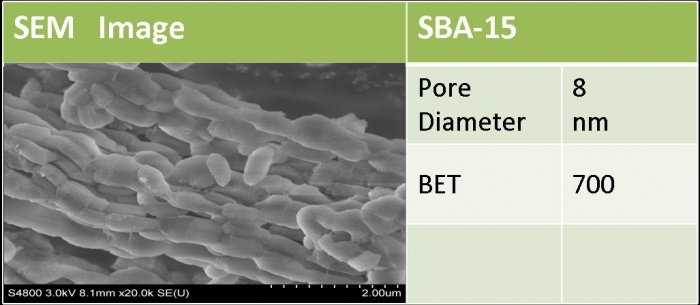 SEM Image
SBA-15
Pore Diameter
8 nm
BET
700
S4800 3.0kV 8.1mm x20.0k SE(U)
2.00um